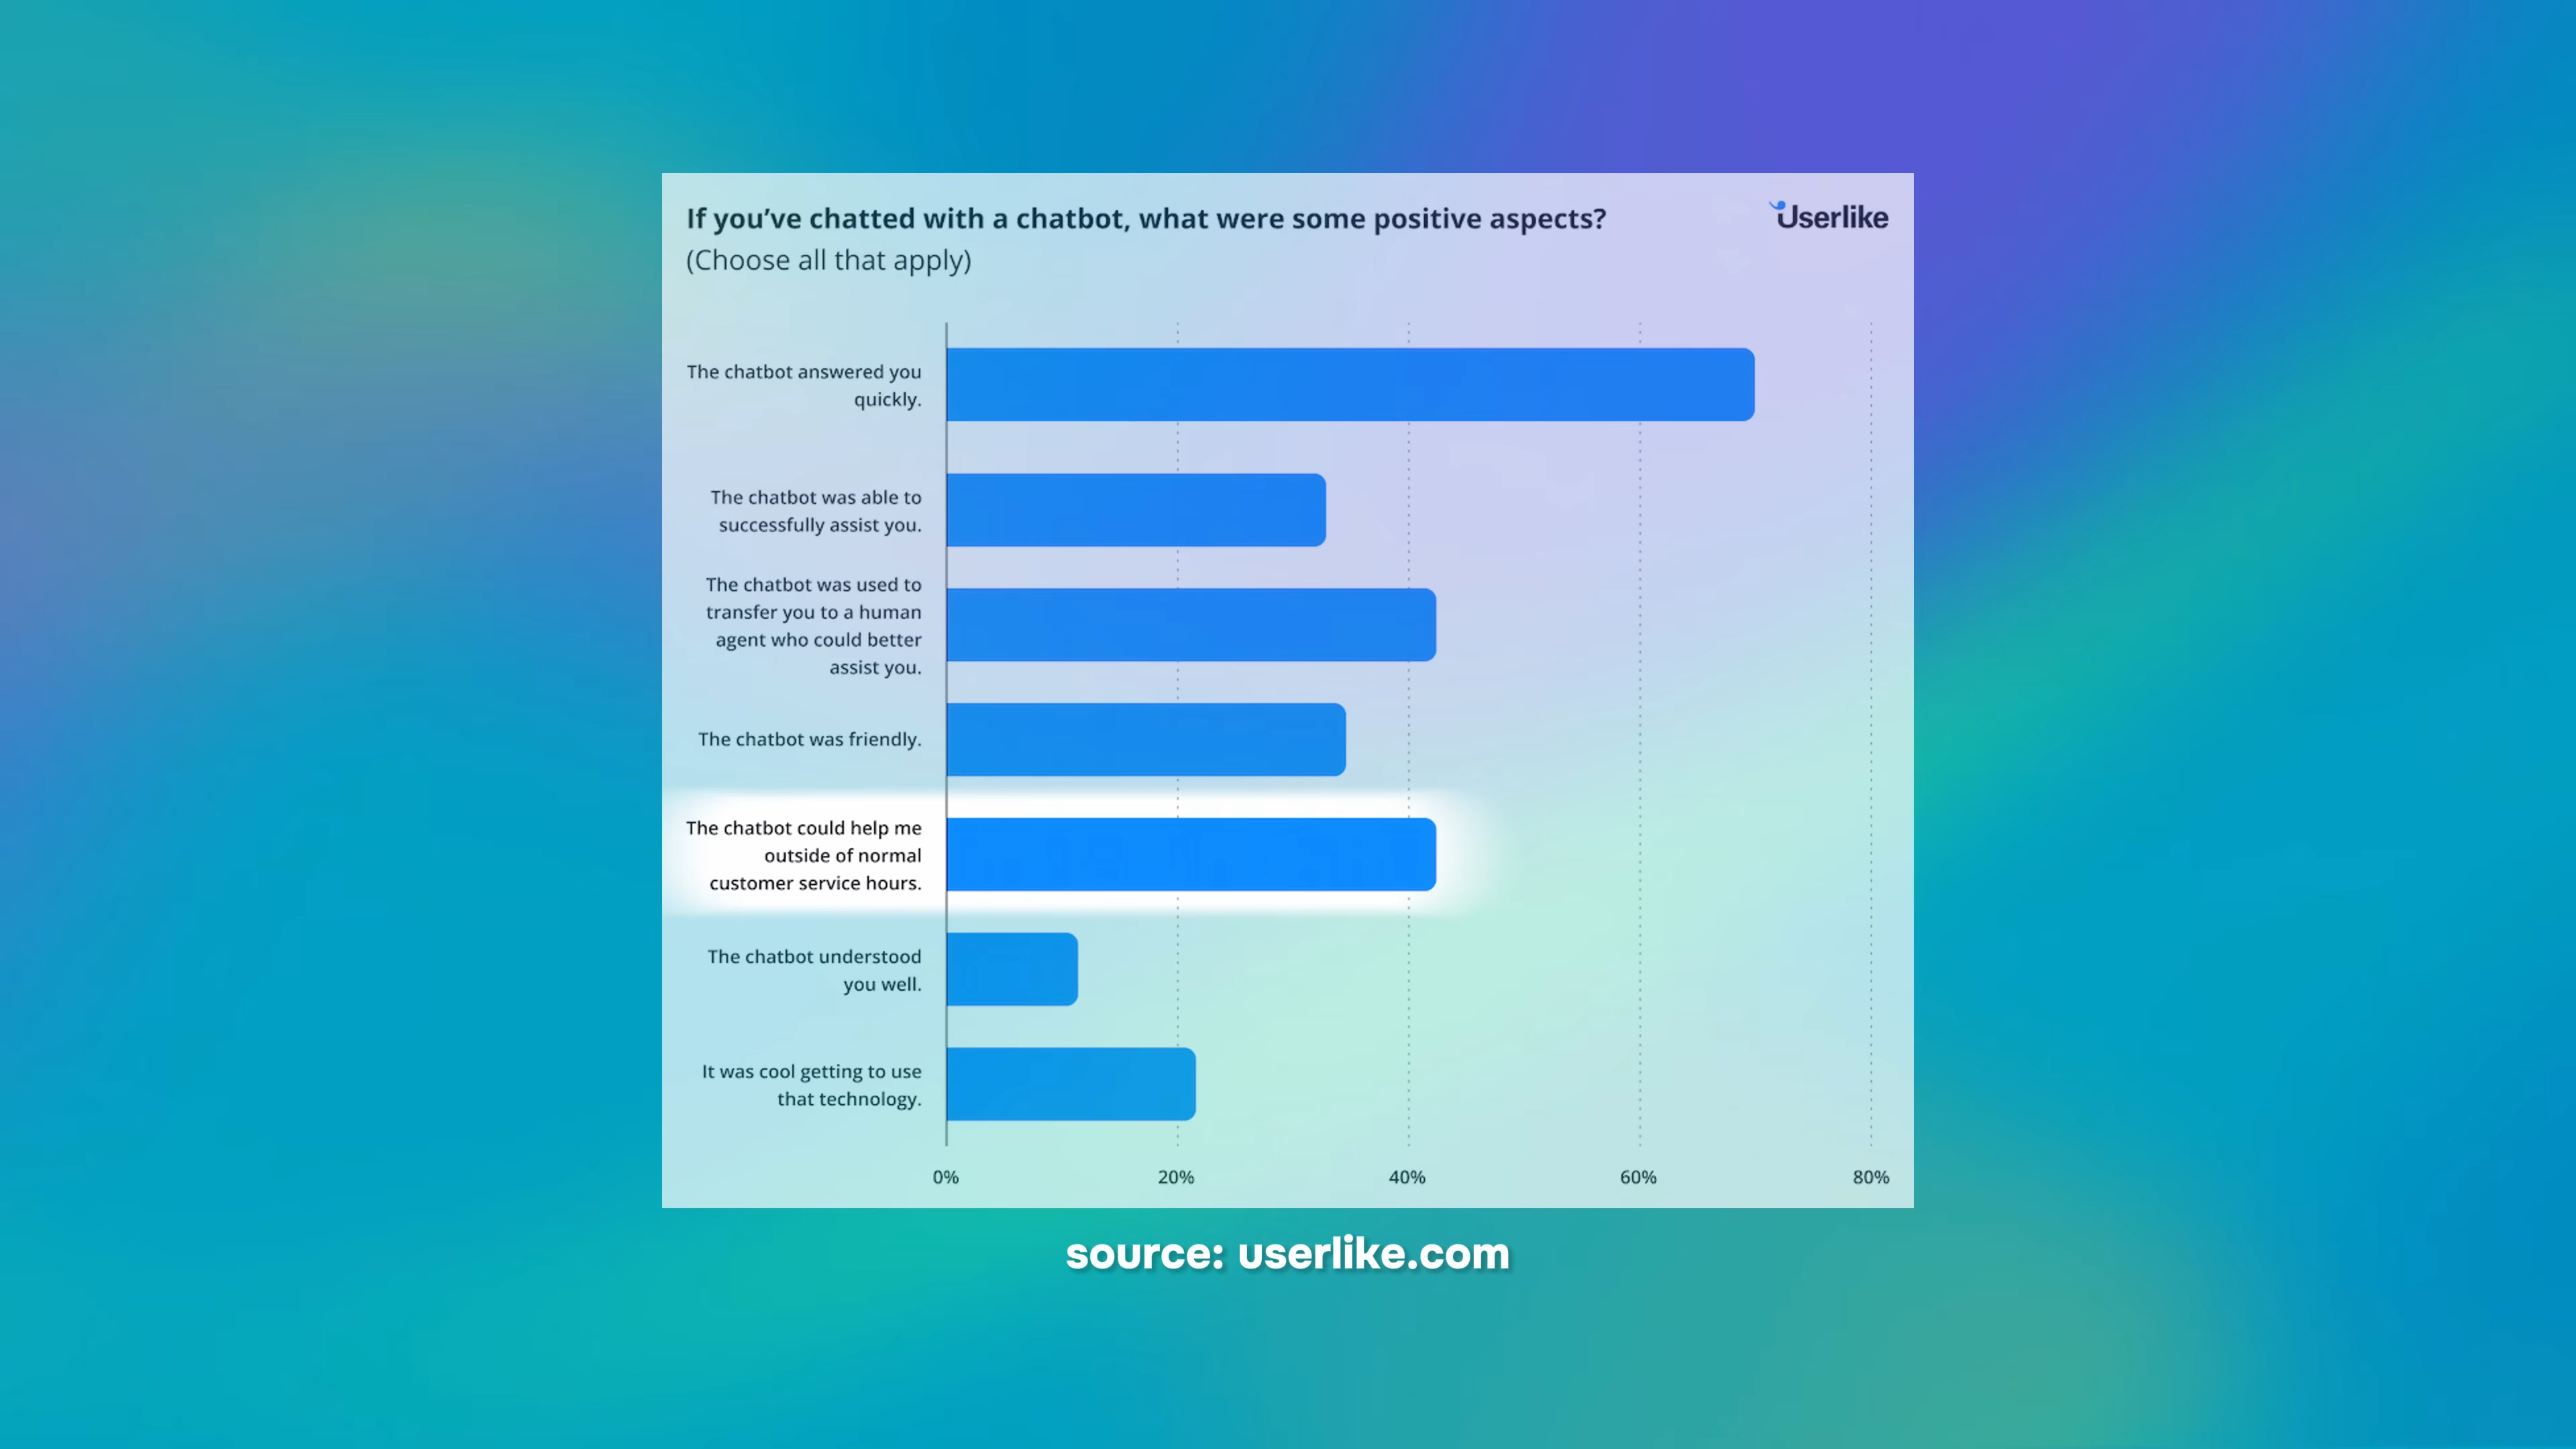 If you’ve chatted with a chatbot, what were some positive aspects?
Userlike
(Choose all that apply)
The chatbot answered you
quickly.
The chatbot was able to
successfully assist you.
The chatbot was used to
transfer you to a human
agent who could better
assist you.
The chatbot was friendly.
The chatbot could help me
outside of normal
customer service hours.
The chatbot understood
you well.
It was cool getting to use
that technology.
0% 20% 40% 60% 80%
source: userlike.com